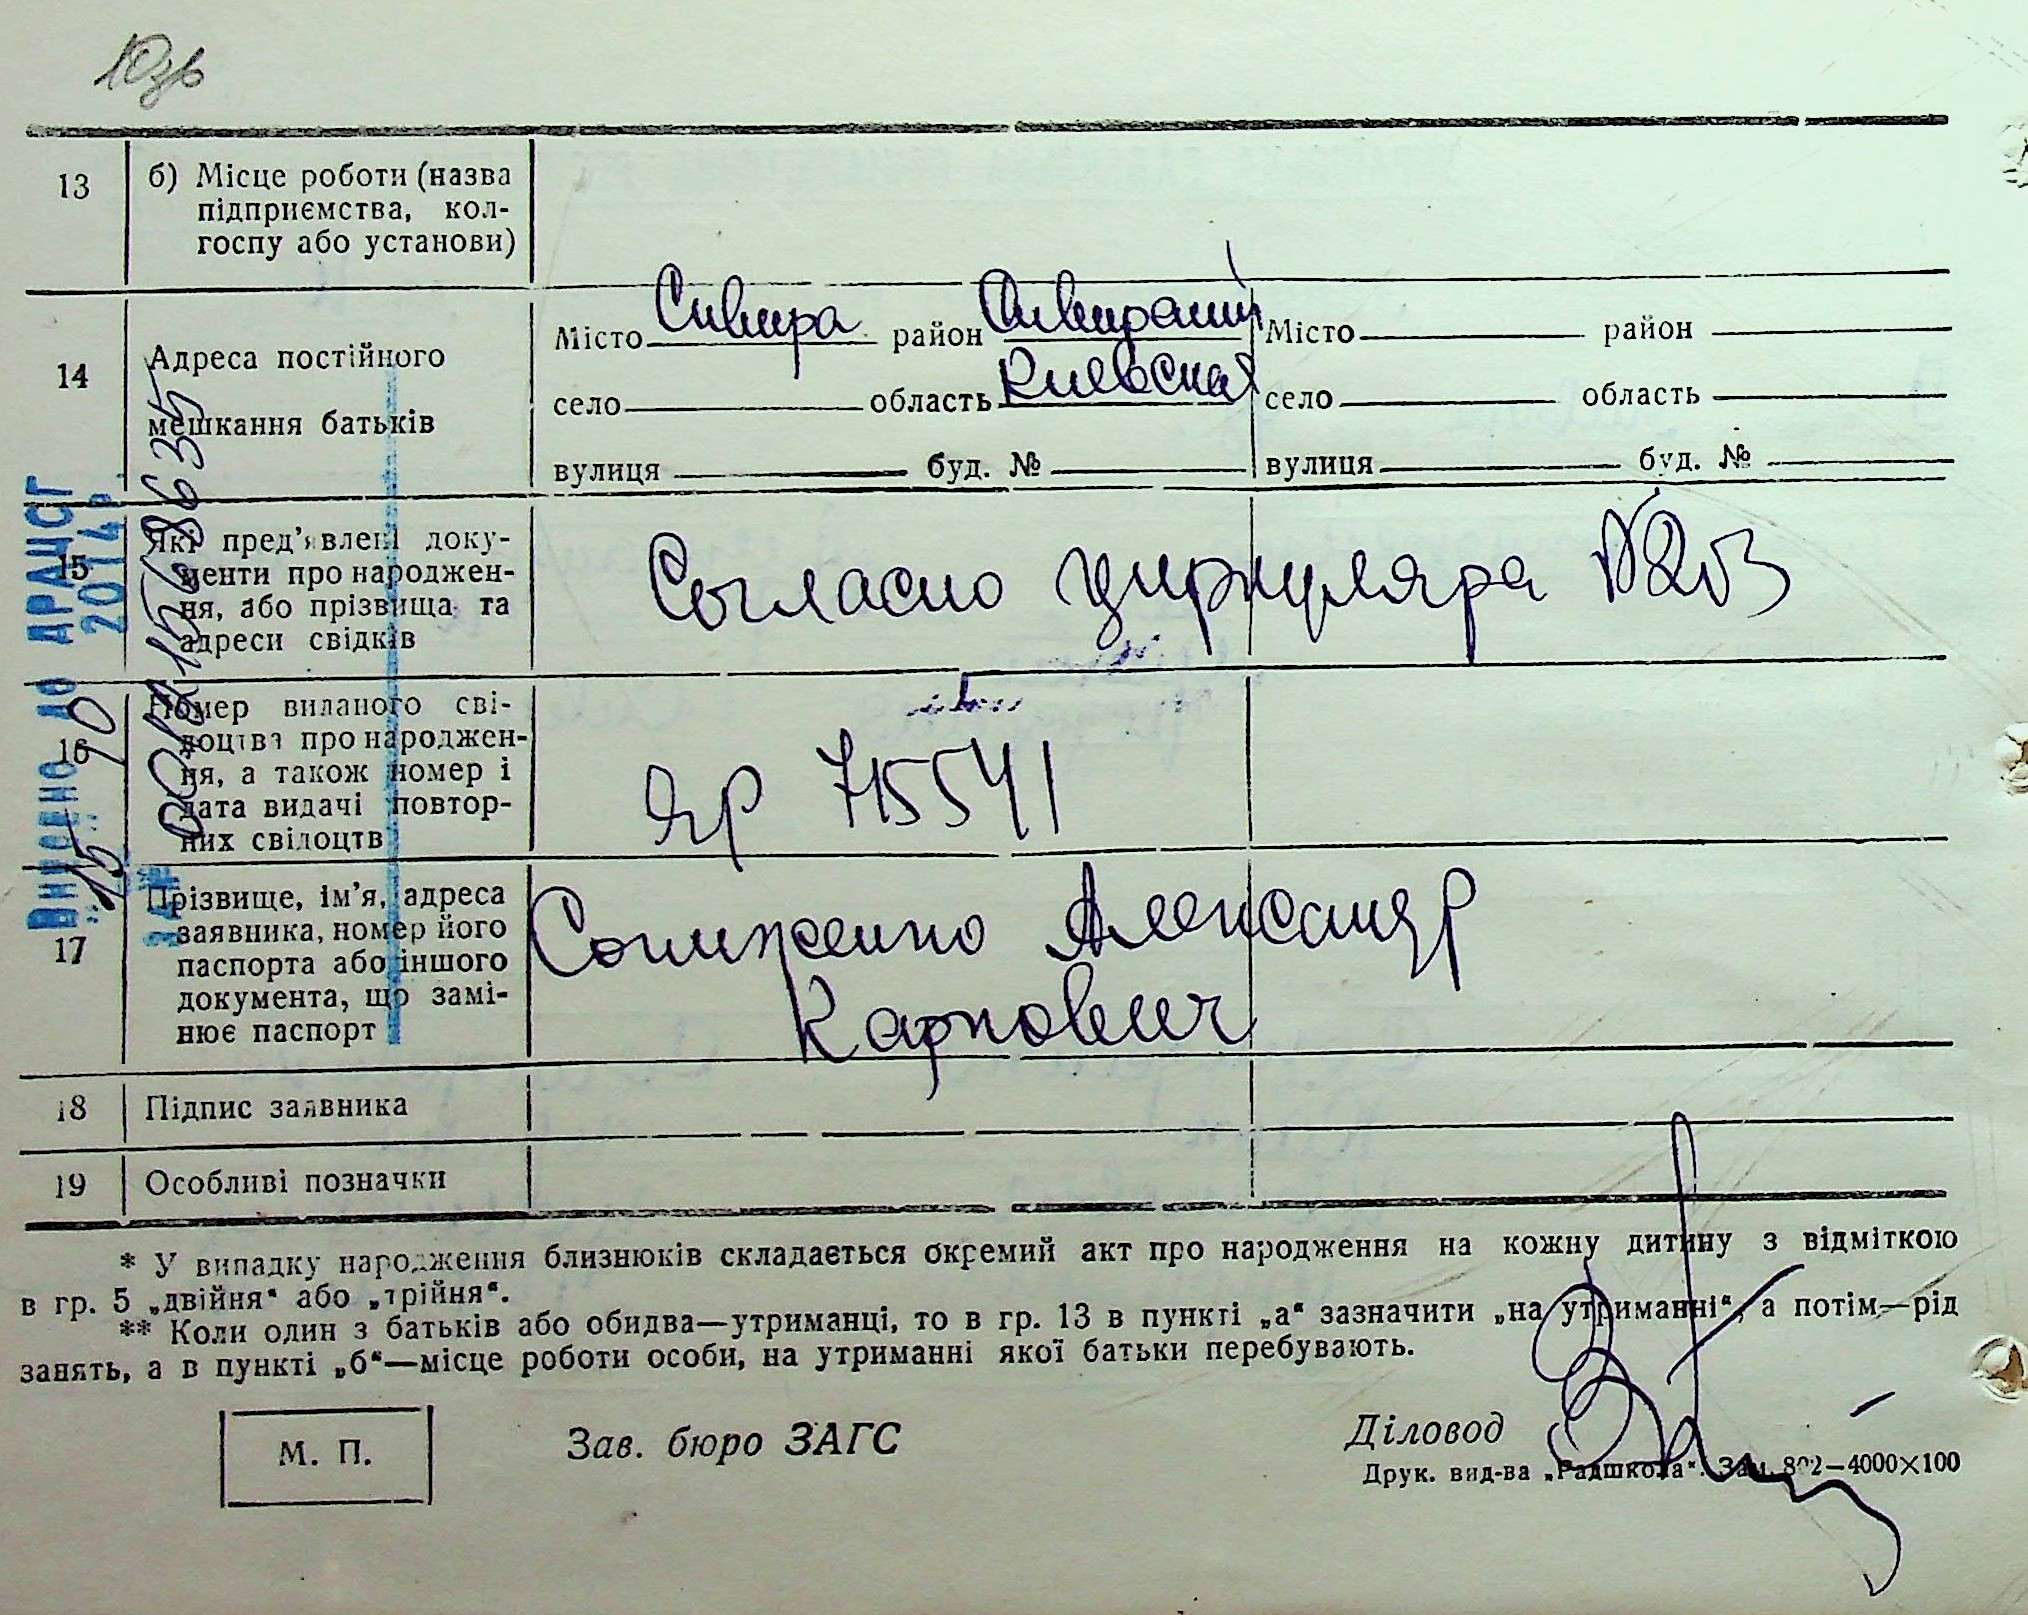 13 б) Місце роботи (назва
підприємства, кол-
госпу або установи)
14 Адреса постійного
мешкання батьків
Місто Сквира район Сквирский
село область Киевская
вулиця буд. №
Місто район
село область
вулиця буд. №
15 Які пред'явлені доку-
менти про народжен-
ня, або прізвища та
адреси свідків
Согласно циркуляра №203
16 Номер виданого сві-
доцтва про народжен-
ня, а також номер і
дата видачі повтор-
них свідоцтв
ЯР 715541
17 Прізвище, ім'я, адреса
заявника, номер його
паспорта або іншого
документа, що замі-
нює паспорт
Александр
Карпович
18 Підпис заявника
19 Особливі позначки
Внесено до ДРАЦСГ
"15" 10 2014 р.
за №
* У випадку народження близнюків складається окремий акт про народження на кожну дитину з відміткою
в гр. 5 „двійня“ або „трійня“.
** Коли один з батьків або обидва—утриманці, то в гр. 13 в пункті „а“ зазначити „на утриманні“, а потім—рід
занять, а в пункті „б“—місце роботи особи, на утриманні якої батьки перебувають.
М. П.
Зав. бюро ЗАГС
Діловод
Друк. вид-ва „Радшкола“. Зам. 802—4000×100